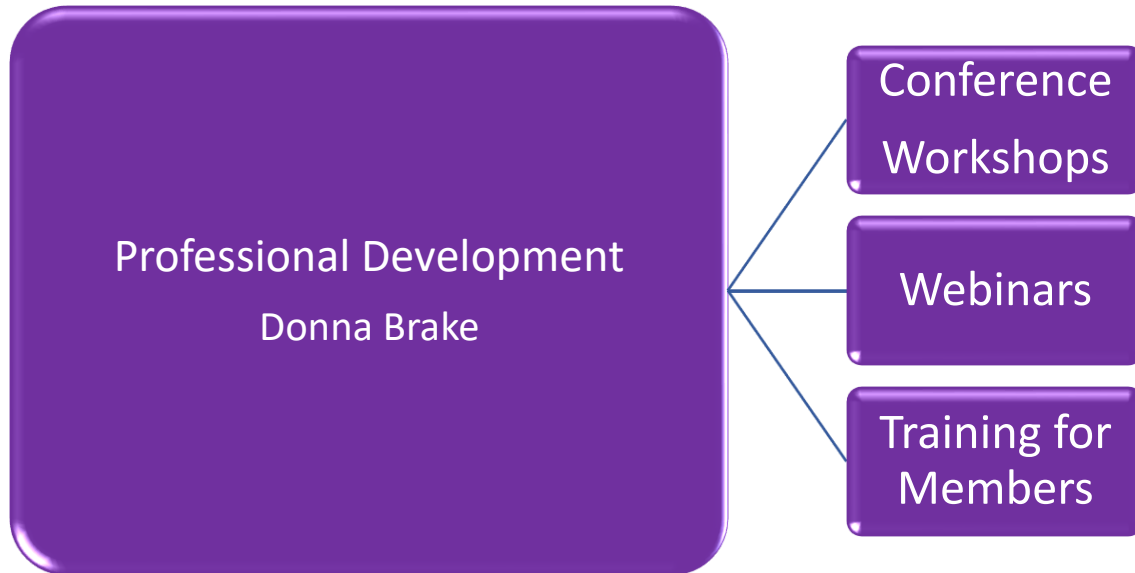 Professional Development
Donna Brake
Conference
Workshops
Webinars
Training for
Members